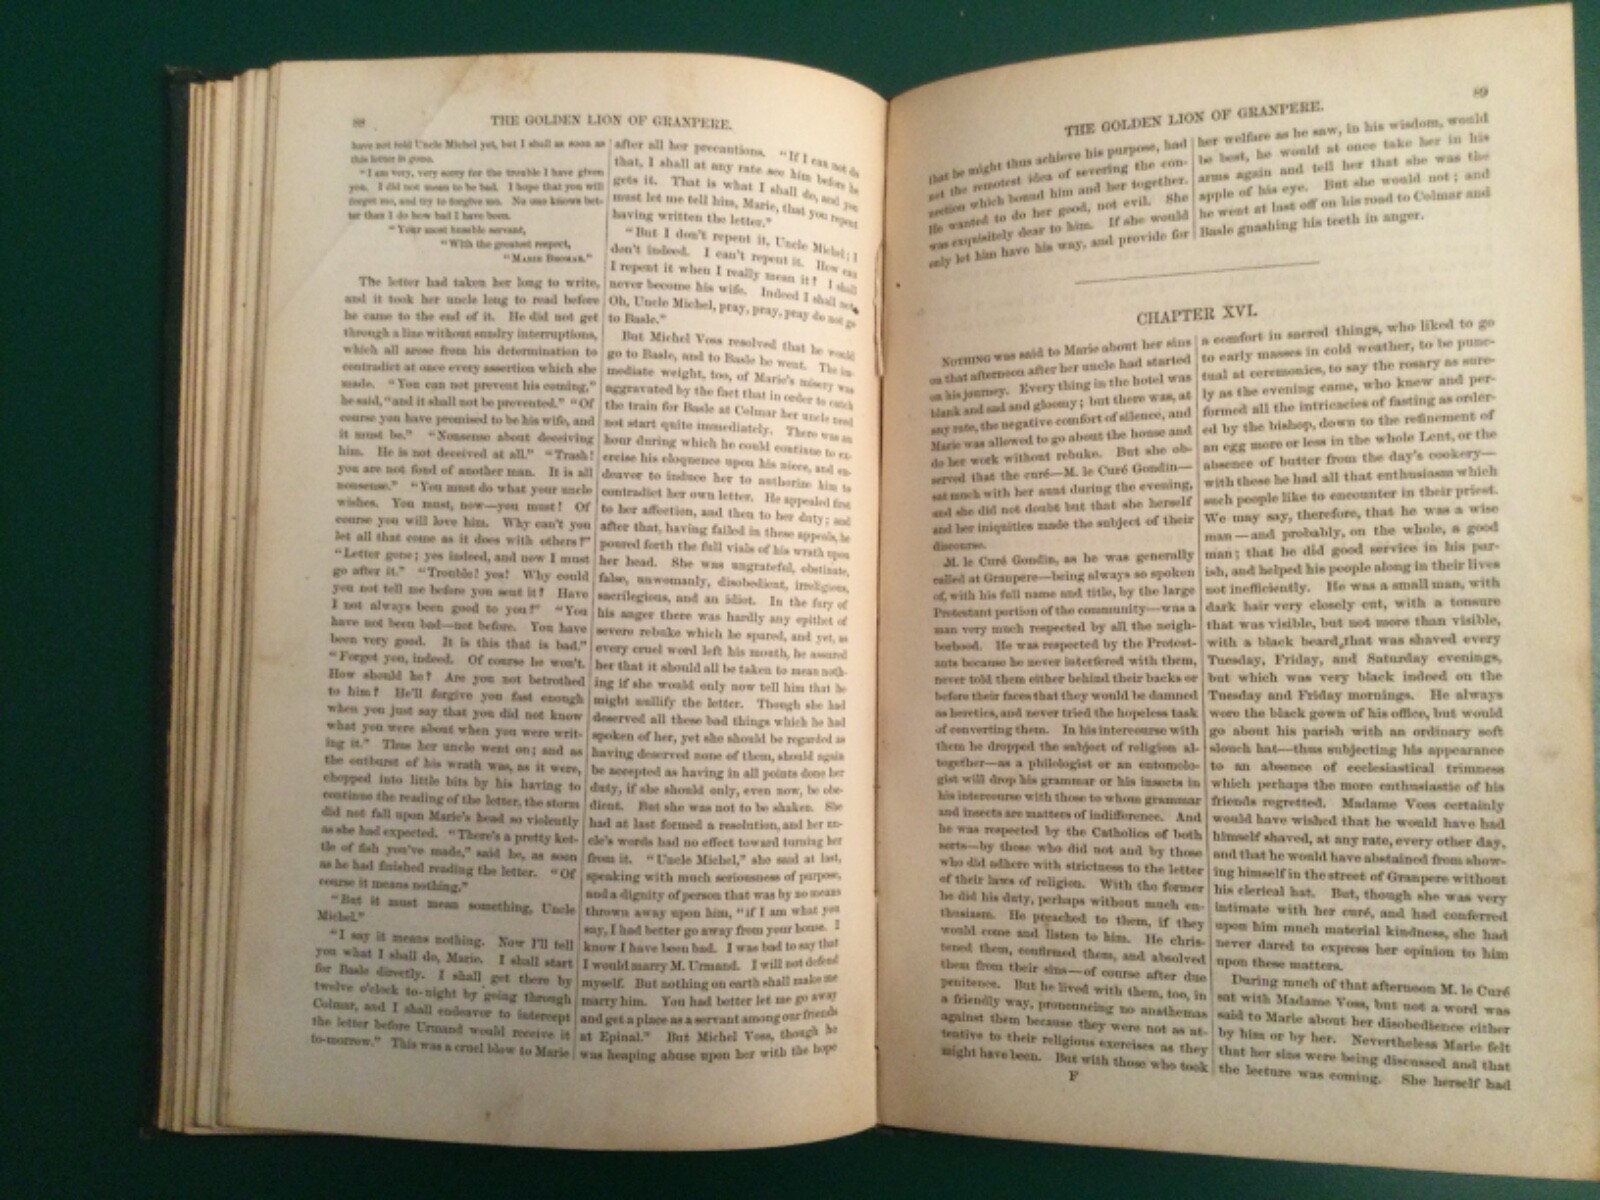 88
THE GOLDEN LION OF GRANPERE.
have not told Uncle Michel yet, but I shall as soon as
this letter is gone.
"I am very, very sorry for the trouble I have given
you. I did not mean to be bad. I hope that you will
forget me, and try to forgive me. No one knows bet-
ter than I do how bad I have been.
"Your most humble servant,
"With the greatest respect,
"MARIE BROMAR."
The letter had taken her long to write,
and it took her uncle long to read before
he came to the end of it. He did not get
through a line without sundry interruptions,
which all arose from his determination to
contradict at once every assertion which she
made. "You can not prevent his coming,"
he said, "and it shall not be prevented." "Of
course you have promised to be his wife, and
it must be." "Nonsense about deceiving
him. He is not deceived at all." "Trash!
you are not fond of another man. It is all
nonsense." "You must do what your uncle
wishes. You must, now—you must! Of
course you will love him. Why can't you
let all that come as it does with others?"
"Letter gone; yes indeed, and now I must
go after it." "Trouble? yes! Why could
you not tell me before you sent it? Have
I not always been good to you?" "You
have not been bad—not before. You have
been very good. It is this that is bad."
"Forget you, indeed. Of course he won't.
How should he? Are you not betrothed
to him? He'll forgive you fast enough
when you just say that you did not know
what you were about when you were writ-
ing it." Thus her uncle went on; and as
the outburst of his wrath was, as it were,
chopped into little bits by his having to
continue the reading of the letter, the storm
did not fall upon Marie's head so violently
as she had expected. "There's a pretty ket-
tle of fish you've made," said he, as soon
as he had finished reading the letter. "Of
course it means nothing."
"But it must mean something, Uncle
Michel."
"I say it means nothing. Now I'll tell
you what I shall do, Marie. I shall start
for Basle directly. I shall get there by
twelve o'clock to-night by going through
Colmar, and I shall endeavor to intercept
the letter before Urmand would receive it
to-morrow." This was a cruel blow to Marie
after all her precautions. "If I can not do
that, I shall at any rate see him before he
gets it. That is what I shall do, and you
must let me tell him, Marie, that you repent
having written the letter."
"But I don't repent it, Uncle Michel; I
don't indeed. I can't repent it. How can
I repent it when I really mean it? I shall
never become his wife. Indeed I shall not.
Oh, Uncle Michel, pray, pray, pray do not go
to Basle."
But Michel Voss resolved that he would
go to Basle, and to Basle he went. The im-
mediate weight, too, of Marie's misery was
aggravated by the fact that in order to catch
the train for Basle at Colmar her uncle need
not start quite immediately. There was an
hour during which he could continue to ex-
ercise his eloquence upon his niece, and en-
deavor to induce her to authorize him to
contradict her own letter. He appealed first
to her affection, and then to her duty; and
after that, having failed in these appeals, he
poured forth the full vials of his wrath upon
her head. She was ungrateful, obstinate,
false, unwomanly, disobedient, irreligious,
sacrilegious, and an idiot. In the fury of
his anger there was hardly any epithet of
severe rebuke which he spared, and yet, as
every cruel word left his mouth, he assured
her that it should all be taken to mean noth-
ing if she would only now tell him that he
might nullify the letter. Though she had
deserved all these bad things which he had
spoken of her, yet she should be regarded as
having deserved none of them, should again
be accepted as having in all points done her
duty, if she should only, even now, be obe-
dient. But she was not to be shaken. She
had at last formed a resolution, and her un-
cle's words had no effect toward turning her
from it. "Uncle Michel," she said at last,
speaking with much seriousness of purpose,
and a dignity of person that was by no means
thrown away upon him, "if I am what you
say, I had better go away from your house. I
know I have been bad. I was bad to say that
I would marry M. Urmand. I will not defend
myself. But nothing on earth shall make me
marry him. You had better let me go away
and get a place as a servant among our friends
at Epinal." But Michel Voss, though he
was heaping abuse upon her with the hope
THE GOLDEN LION OF GRANPERE.
89
that he might thus achieve his purpose, had
not the remotest idea of severing the con-
nection which bound him and her together.
He wanted to do her good, not evil. She
was exquisitely dear to him. If she would
only let him have his way, and provide for
her welfare as he saw, in his wisdom, would
be best, he would at once take her in his
arms again and tell her that she was the
apple of his eye. But she would not; and
he went at last off on his road to Colmar and
Basle gnashing his teeth in anger.
CHAPTER XVI.
NOTHING was said to Marie about her sins
on that afternoon after her uncle had started
on his journey. Every thing in the hotel was
blank and sad and gloomy; but there was, at
any rate, the negative comfort of silence, and
Marie was allowed to go about the house and
do her work without rebuke. But she ob-
served that the curé—M. le Curé Gondin—
sat much with her aunt during the evening,
and she did not doubt but that she herself
and her iniquities made the subject of their
discourse.
M. le Curé Gondin, as he was generally
called at Granpere—being always so spoken
of, with his full name and title, by the large
Protestant portion of the community—was a
man very much respected by all the neigh-
borhood. He was respected by the Protest-
ants because he never interfered with them,
never told them either behind their backs or
before their faces that they would be damned
as heretics, and never tried the hopeless task
of converting them. In his intercourse with
them he dropped the subject of religion al-
together—as a philologist or an entomolo-
gist will drop his grammar or his insects in
his intercourse with those to whom grammar
and insects are matters of indifference. And
he was respected by the Catholics of both
sorts—by those who did not and by those
who did adhere with strictness to the letter
of their laws of religion. With the former
he did his duty, perhaps without much en-
thusiasm. He preached to them, if they
would come and listen to him. He chris-
tened them, confirmed them, and absolved
them from their sins—of course after due
penitence. But he lived with them, too, in
a friendly way, pronouncing no anathemas
against them because they were not as at-
tentive to their religious exercises as they
might have been. But with those who took
F
a comfort in sacred things, who liked to go
to early masses in cold weather, to be punc-
tual at ceremonies, to say the rosary as sure-
ly as the evening came, who knew and per-
formed all the intricacies of fasting as order-
ed by the bishop, down to the refinement of
an egg more or less in the whole Lent, or the
absence of butter from the day's cookery—
with these he had all that enthusiasm which
such people like to encounter in their priest.
We may say, therefore, that he was a wise
man—and probably, on the whole, a good
man; that he did good service in his par-
ish, and helped his people along in their lives
not inefficiently. He was a small man, with
dark hair very closely cut, with a tonsure
that was visible, but not more than visible,
with a black beard that was shaved every
Tuesday, Friday, and Saturday evenings,
but which was very black indeed on the
Tuesday and Friday mornings. He always
wore the black gown of his office, but would
go about his parish with an ordinary soft
slouch hat—thus subjecting his appearance
to an absence of ecclesiastical trimness
which perhaps the more enthusiastic of his
friends regretted. Madame Voss certainly
would have wished that he would have had
himself shaved, at any rate, every other day,
and that he would have abstained from show-
ing himself in the street of Granpere without
his clerical hat. But, though she was very
intimate with her curé, and had conferred
upon him much material kindness, she had
never dared to express her opinion to him
upon these matters.
During much of that afternoon M. le Curé
sat with Madame Voss, but not a word was
said to Marie about her disobedience either
by him or by her. Nevertheless Marie felt
that her sins were being discussed and that
the lecture was coming. She herself had